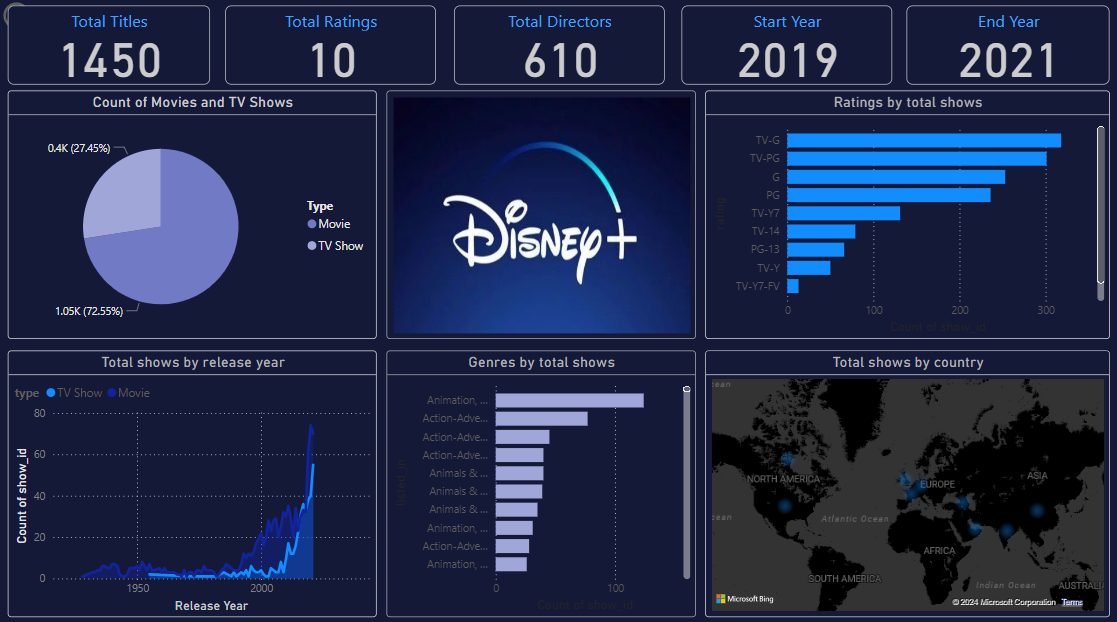 Total Titles
1450
Total Ratings
10
Total Directors
610
Start Year
2019
End Year
2021
Count of Movies and TV Shows
0.4K (27.45%)
1.05K (72.55%)
Type
Movie
TV Show
DISNEY+
Ratings by total shows
rating
TV-G
TV-PG
G
PG
TV-Y7
TV-14
PG-13
TV-Y
TV-Y7-FV
0 100 200 300
Count of show_id
Total shows by release year
type TV Show Movie
Count of show_id
80
60
40
20
0
1950 2000
Release Year
Genres by total shows
listed_in
Animation, ...
Action-Adve...
Action-Adve...
Action-Adve...
Animals & ...
Animals & ...
Animals & ...
Animation, ...
Action-Adve...
Animation, ...
0 100
Count of show_id
Total shows by country
cean
NORTH AMERICA
EUROPE
ASIA
cean
Atlantic Ocean
AFRICA
SOUTH AMERICA
Indian Ocean
AUSTRALIA
Microsoft Bing
© 2024 Microsoft Corporation Terms